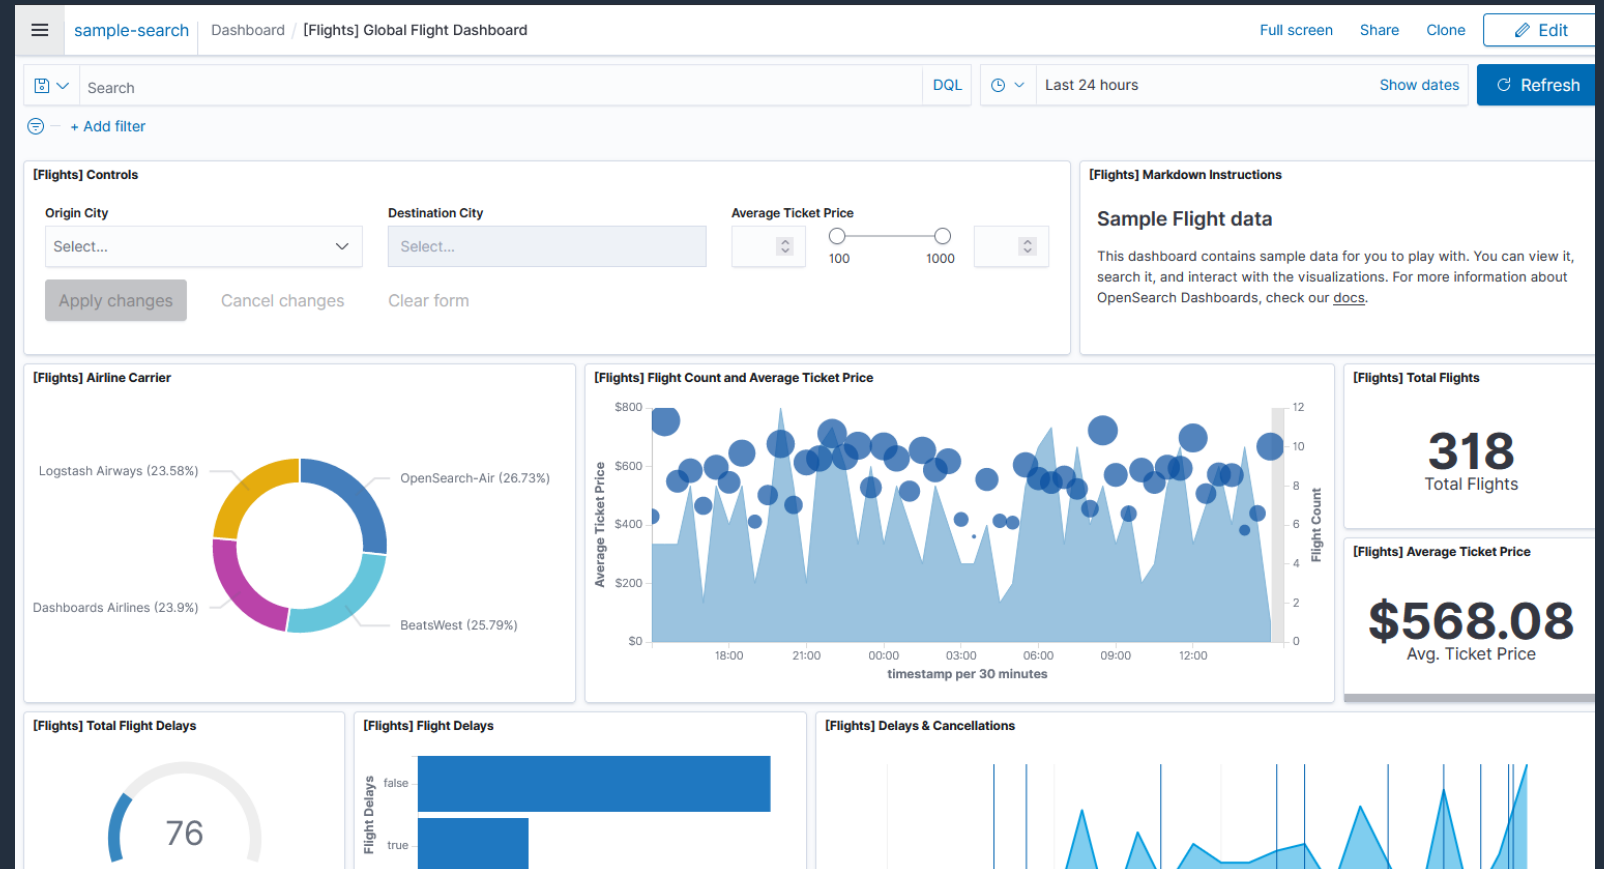 sample-search
Dashboard / [Flights] Global Flight Dashboard
Full screen
Share
Clone
Edit
Search
DQL
Last 24 hours
Show dates
Refresh
+ Add filter
[Flights] Controls
Origin City
Select...
Destination City
Select...
Average Ticket Price
100
1000
Apply changes
Cancel changes
Clear form
[Flights] Markdown Instructions
Sample Flight data
This dashboard contains sample data for you to play with. You can view it,
search it, and interact with the visualizations. For more information about
OpenSearch Dashboards, check our docs.
[Flights] Airline Carrier
Logstash Airways (23.58%)
OpenSearch-Air (26.73%)
Dashboards Airlines (23.9%)
BeatsWest (25.79%)
[Flights] Flight Count and Average Ticket Price
Average Ticket Price
$800
$600
$400
$200
$0
12
10
8
6
4
2
0
Flight Count
18:00
21:00
00:00
03:00
06:00
09:00
12:00
timestamp per 30 minutes
[Flights] Total Flights
318
Total Flights
[Flights] Average Ticket Price
$568.08
Avg. Ticket Price
[Flights] Total Flight Delays
76
[Flights] Flight Delays
Flight Delays
false
true
[Flights] Delays & Cancellations